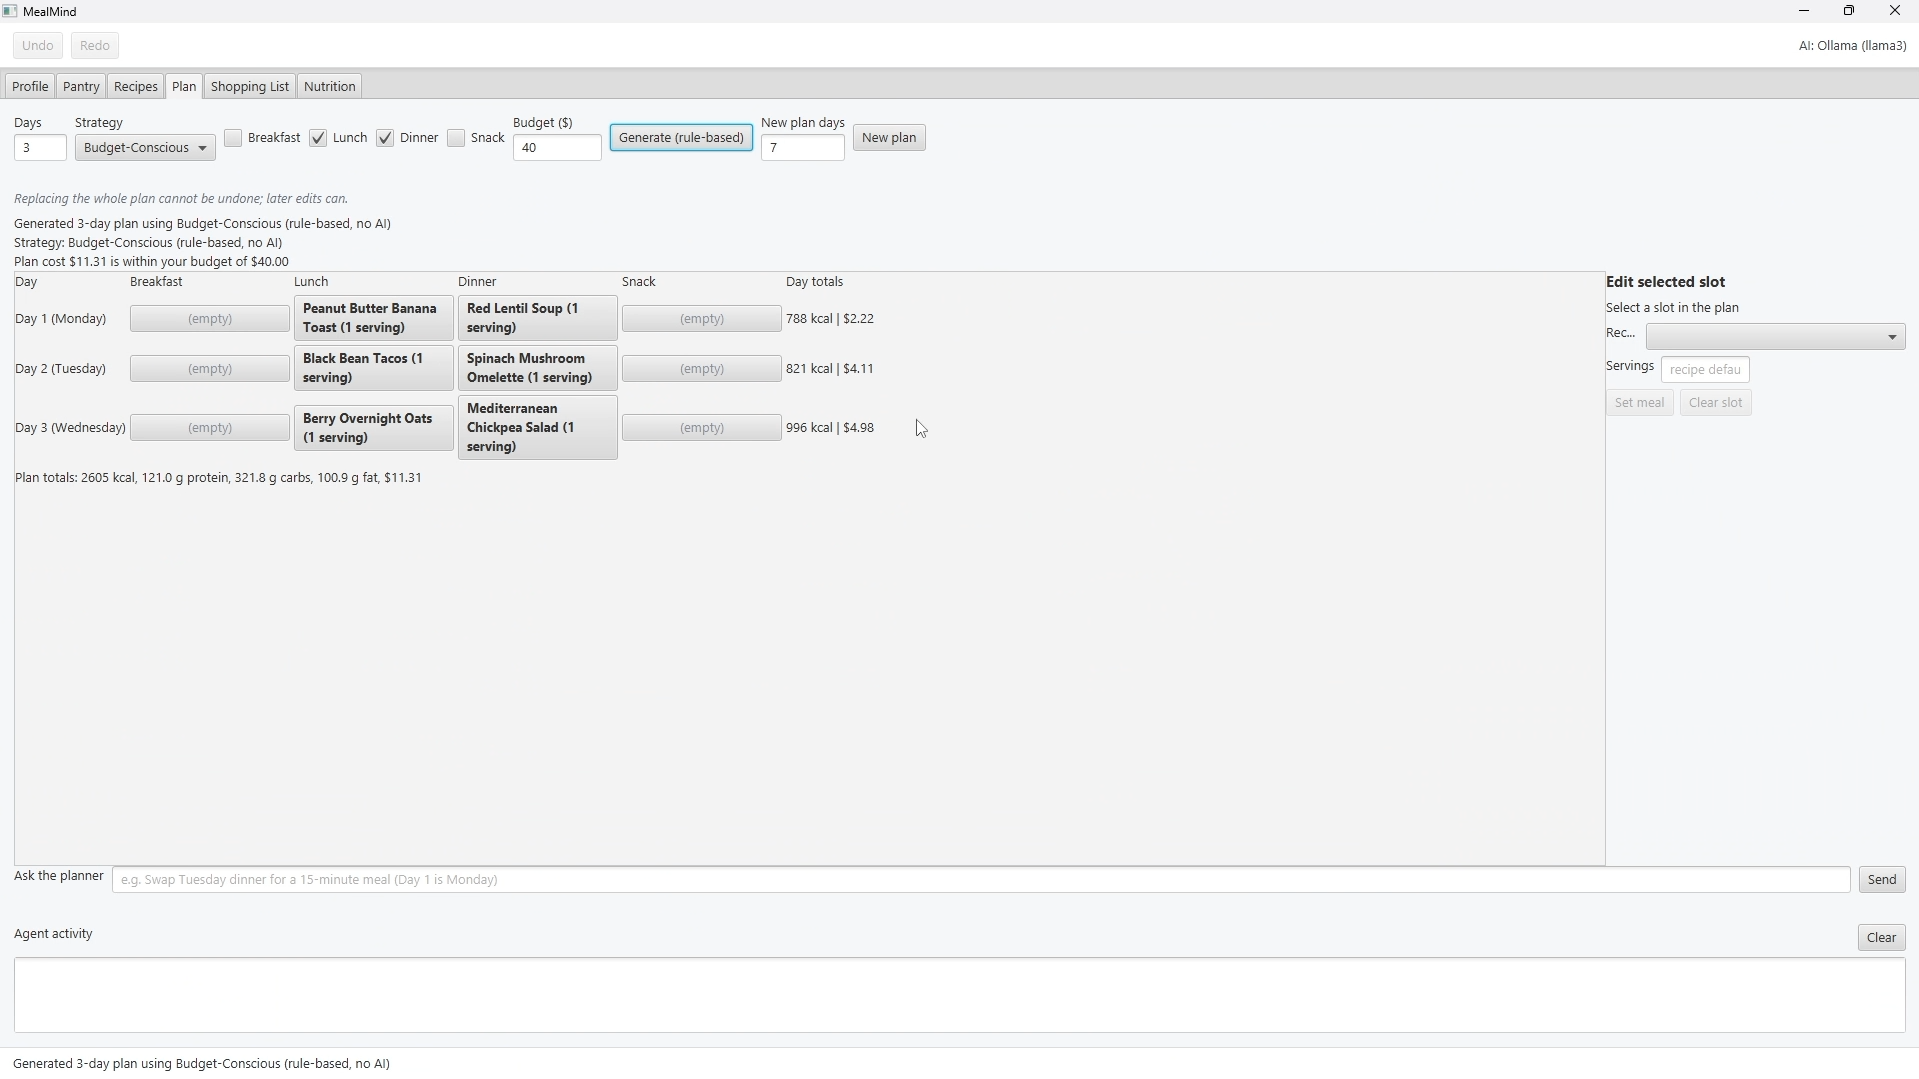 MealMind
Undo Redo AI: Ollama (llama3)
Profile Pantry Recipes Plan Shopping List Nutrition
Days Strategy Budget ($) New plan days
3 Budget-Conscious Breakfast Lunch Dinner Snack 40 Generate (rule-based) 7 New plan
Replacing the whole plan cannot be undone; later edits can.
Generated 3-day plan using Budget-Conscious (rule-based, no AI)
Strategy: Budget-Conscious (rule-based, no AI)
Plan cost $11.31 is within your budget of $40.00
Day Breakfast Lunch Dinner Snack Day totals
Day 1 (Monday) (empty) Peanut Butter Banana Toast (1 serving) Red Lentil Soup (1 serving) (empty) 788 kcal | $2.22
Day 2 (Tuesday) (empty) Black Bean Tacos (1 serving) Spinach Mushroom Omelette (1 serving) (empty) 821 kcal | $4.11
Day 3 (Wednesday) (empty) Berry Overnight Oats (1 serving) Mediterranean Chickpea Salad (1 serving) (empty) 996 kcal | $4.98
Plan totals: 2605 kcal, 121.0 g protein, 321.8 g carbs, 100.9 g fat, $11.31
Edit selected slot
Select a slot in the plan
Rec...
Servings recipe defau
Set meal Clear slot
Ask the planner e.g. Swap Tuesday dinner for a 15-minute meal (Day 1 is Monday) Send
Agent activity Clear
Generated 3-day plan using Budget-Conscious (rule-based, no AI)